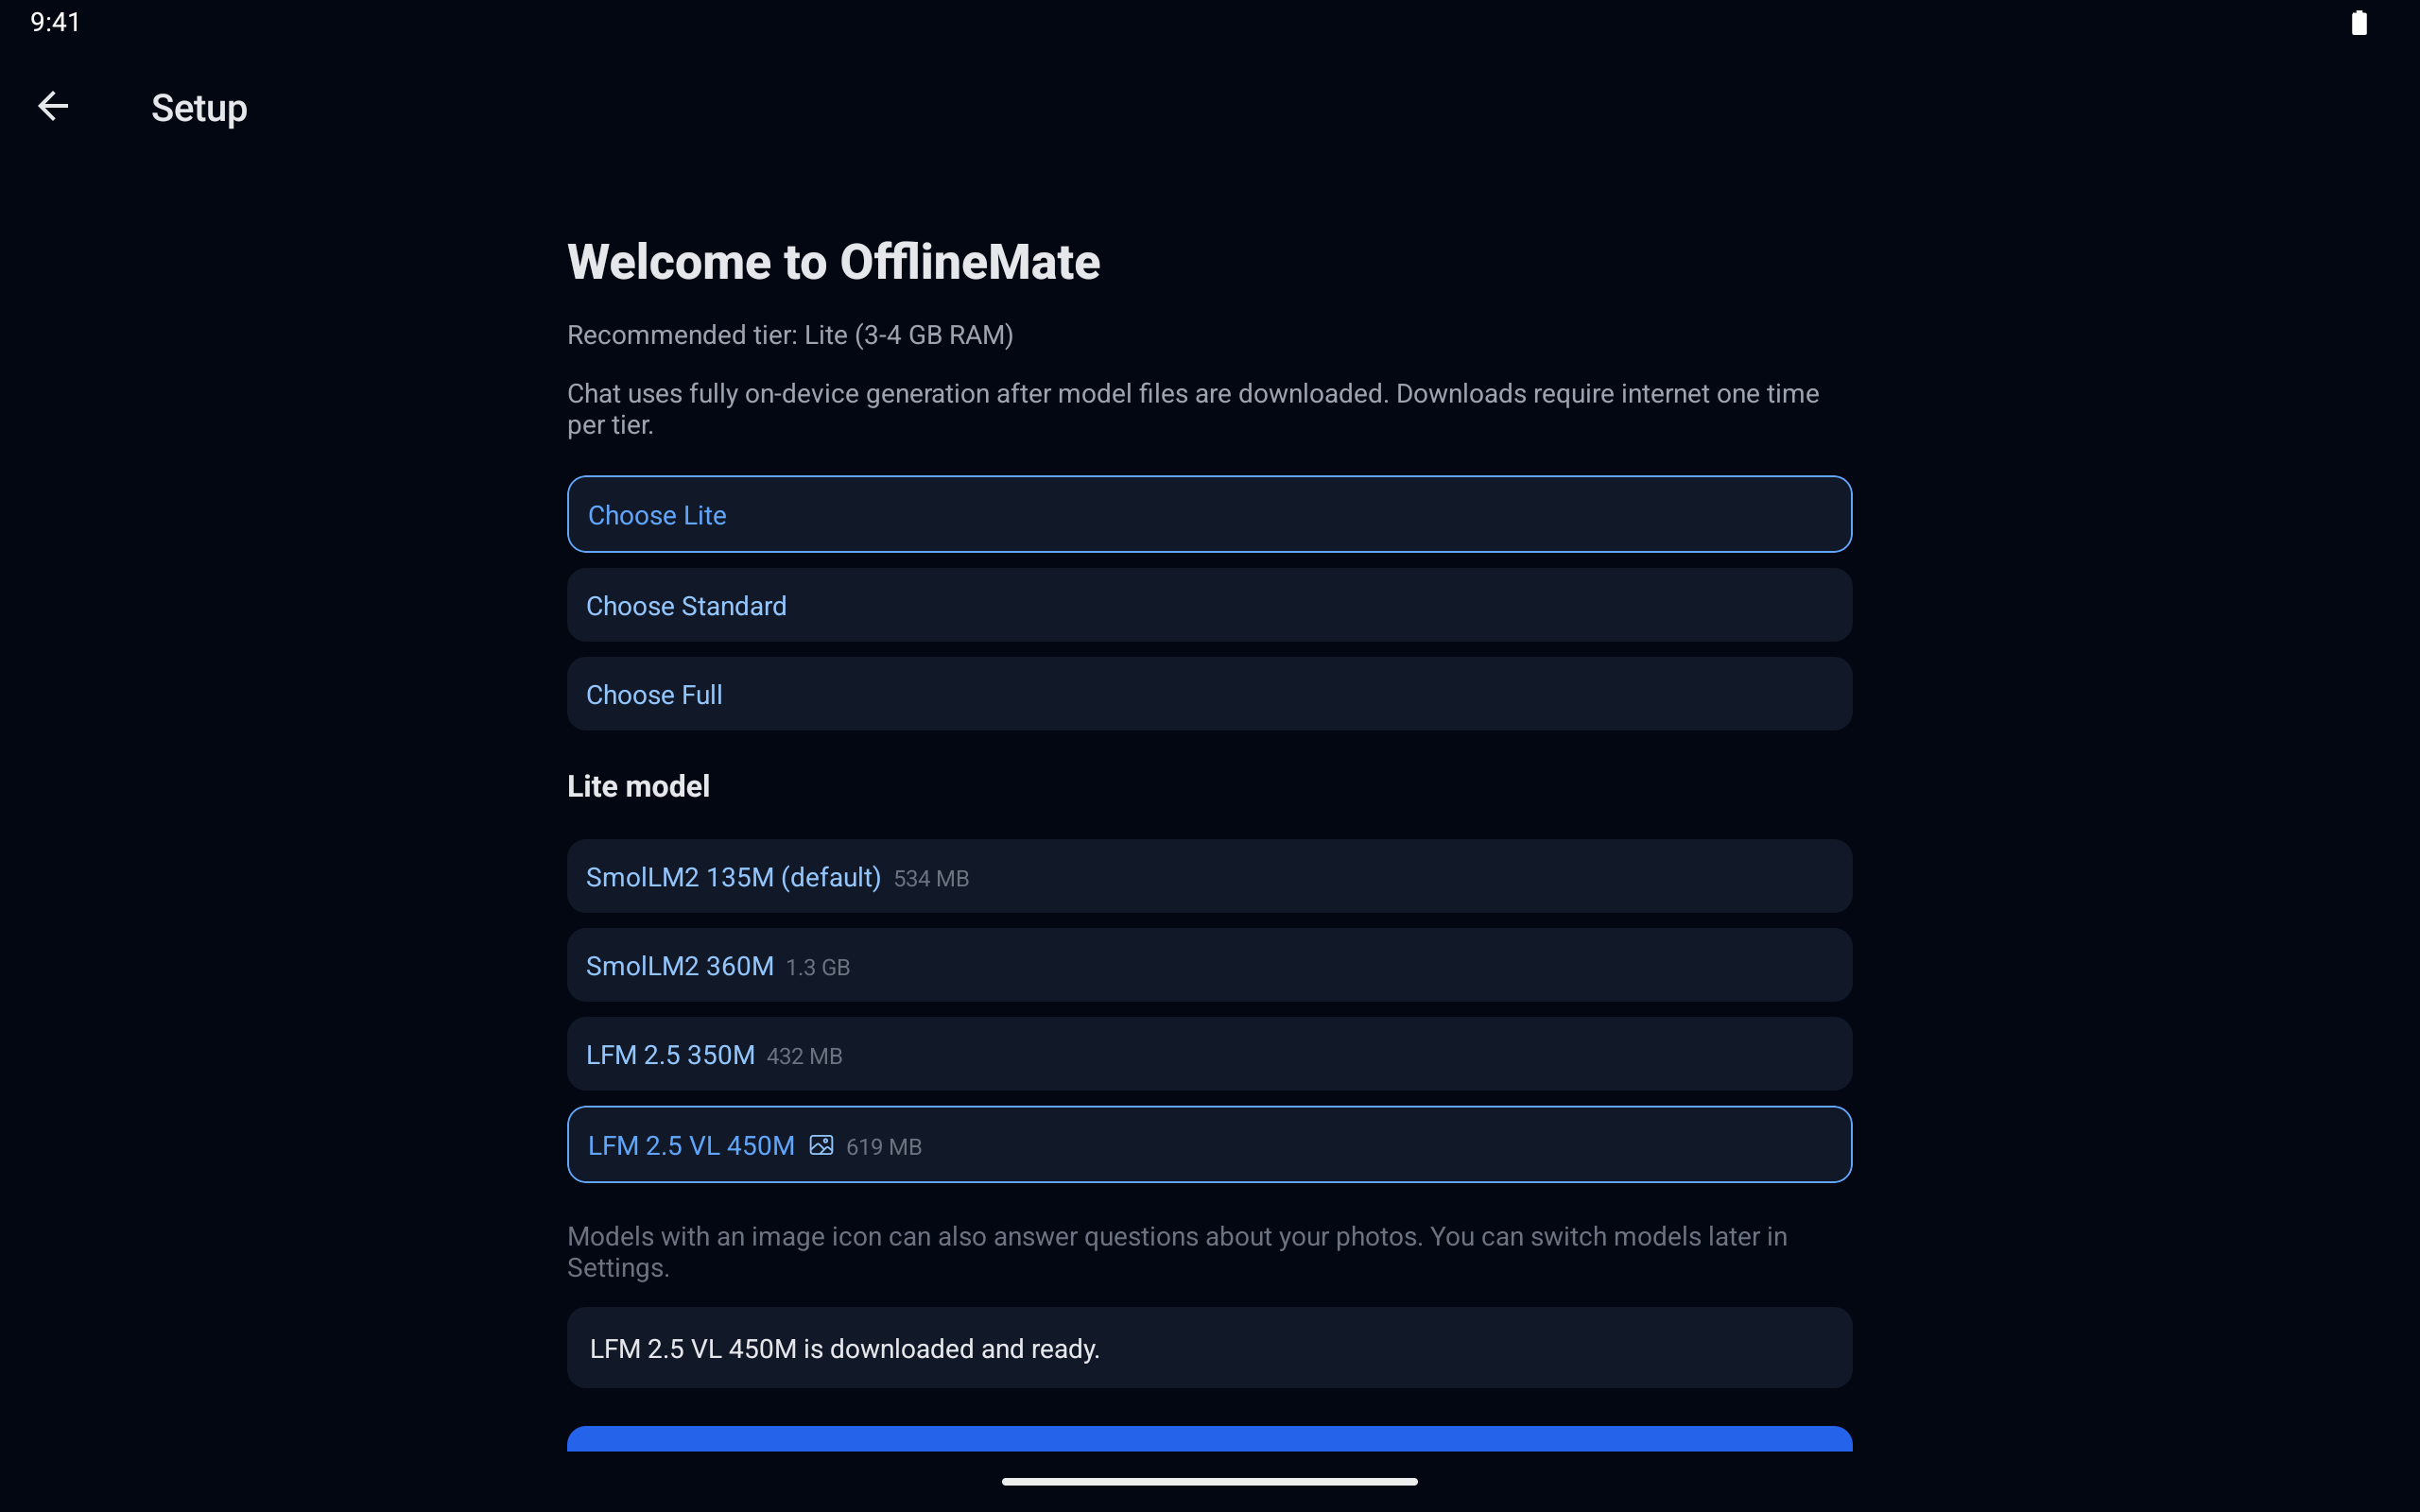 9:41
Setup
Welcome to OfflineMate
Recommended tier: Lite (3-4 GB RAM)
Chat uses fully on-device generation after model files are downloaded. Downloads require internet one time
per tier.
Choose Lite
Choose Standard
Choose Full
Lite model
SmolLM2 135M (default) 534 MB
SmolLM2 360M 1.3 GB
LFM 2.5 350M 432 MB
LFM 2.5 VL 450M 619 MB
Models with an image icon can also answer questions about your photos. You can switch models later in
Settings.
LFM 2.5 VL 450M is downloaded and ready.